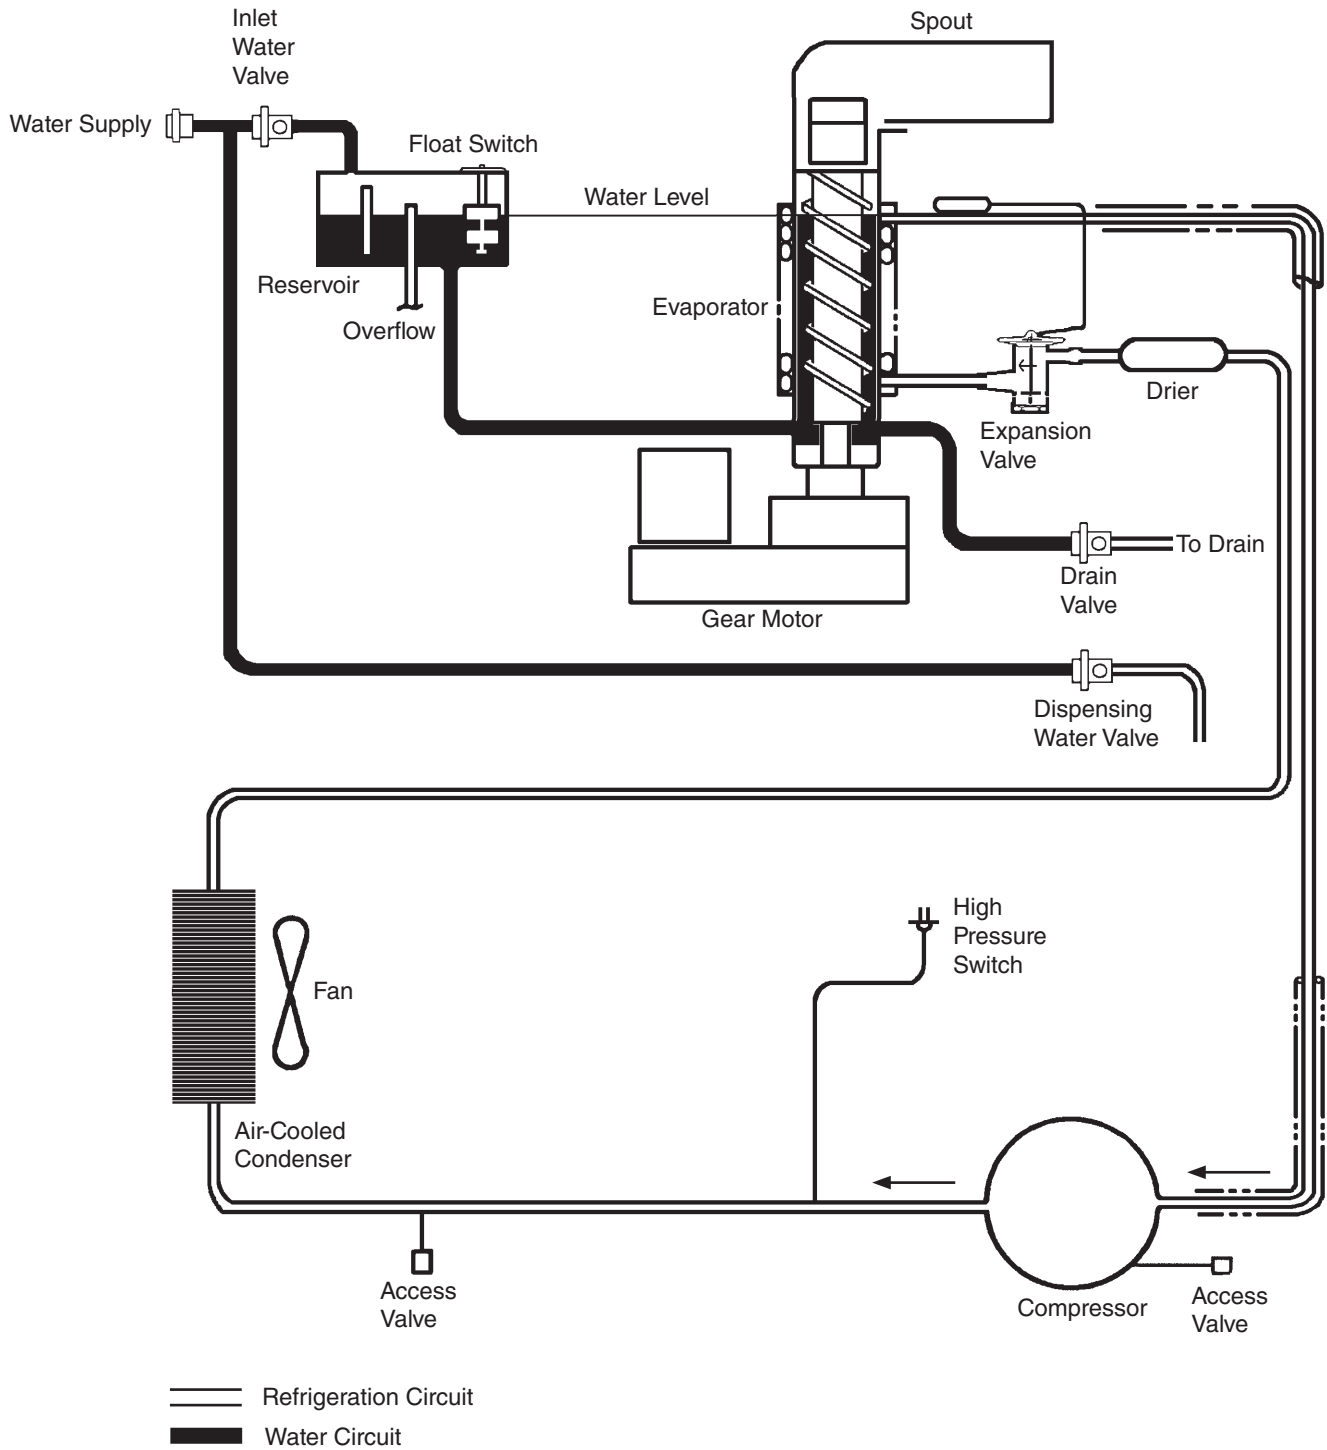 Inlet
Water
Valve
Spout
Water Supply
Float Switch
Water Level
Reservoir
Overflow
Evaporator
Drier
Expansion
Valve
To Drain
Drain
Valve
Gear Motor
Dispensing
Water Valve
High
Pressure
Switch
Fan
Air-Cooled
Condenser
Access
Valve
Compressor
Access
Valve
Refrigeration Circuit
Water Circuit